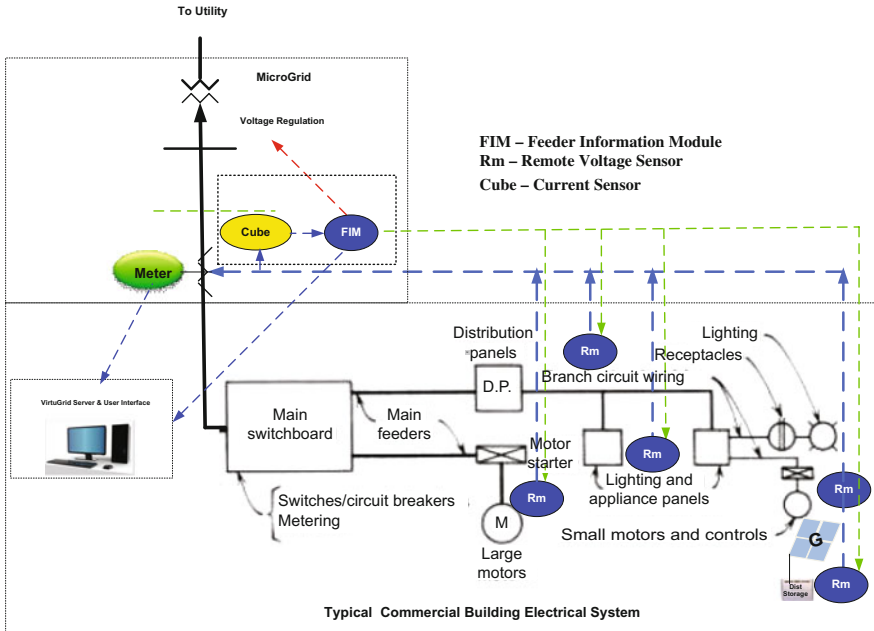 To Utility
MicroGrid
Voltage Regulation
FIM – Feeder Information Module
Rm – Remote Voltage Sensor
Cube – Current Sensor
Cube
FIM
Meter
Distribution
panels
Rm
Lighting
Receptacles
Branch circuit wiring
VirtuGrid Server & User Interface
D.P.
Main
switchboard
Main
feeders
Motor
starter
Rm
Lighting and
appliance panels
Switches/circuit breakers
Metering
Rm
Rm
M
Small motors and controls
G
Large
motors
Dist
Storage
Rm
Typical Commercial Building Electrical System